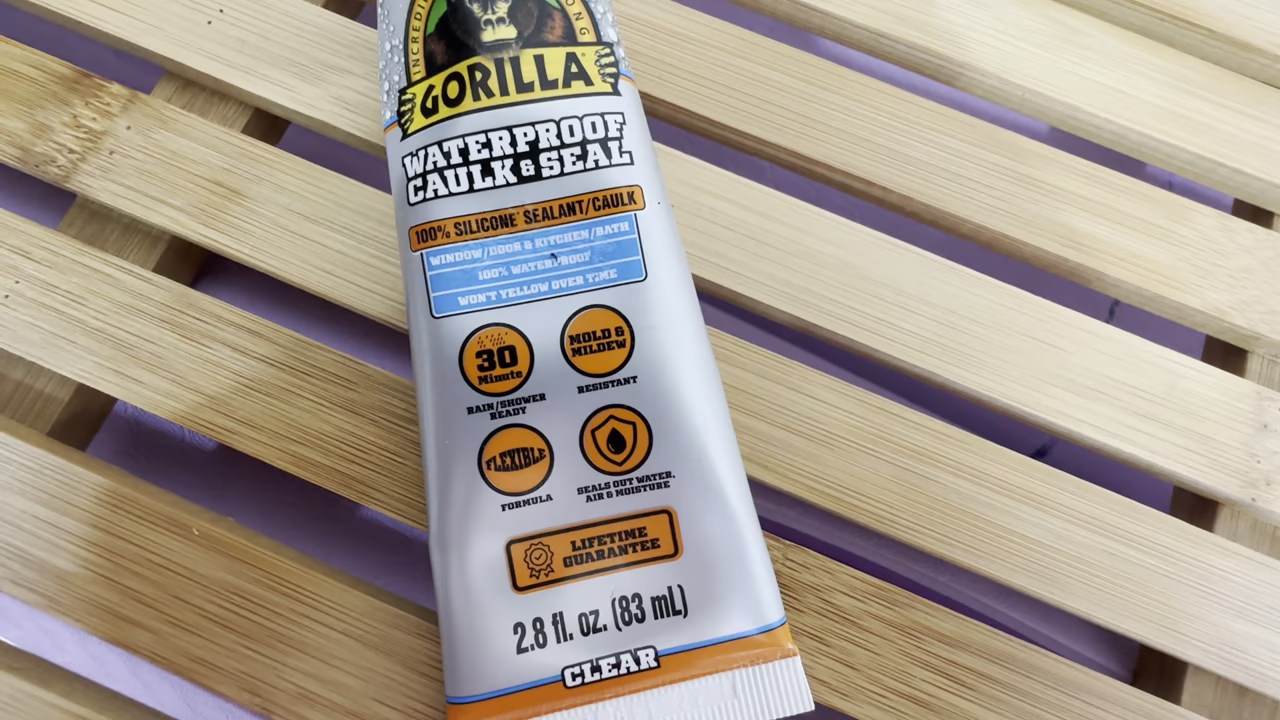 INCREDIBLY STRONG
GORILLA
WATERPROOF
CAULK & SEAL
100% SILICONE* SEALANT/CAULK
WINDOW/DOOR & KITCHEN/BATH
100% WATERPROOF
WON'T YELLOW OVER TIME
30
Minute
RAIN/SHOWER
READY
MOLD &
MILDEW
RESISTANT
FLEXIBLE
FORMULA
SEALS OUT WATER,
AIR & MOISTURE
LIFETIME
GUARANTEE
2.8 fl. oz. (83 mL)
CLEAR